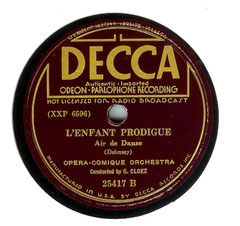 DECCA
Authentic - Imported
ODEON - PARLOPHONE RECORDING
NOT LICENSED FOR RADIO BROADCAST
(XXP 6596)
L'ENFANT PRODIGUE
Air de Danse
(Debussy)
OPERA-COMIQUE ORCHESTRA
Conducted by G. CLOEZ
25417 B
MANUFACTURED IN U.S.A. BY DECCA RECORDS INC.